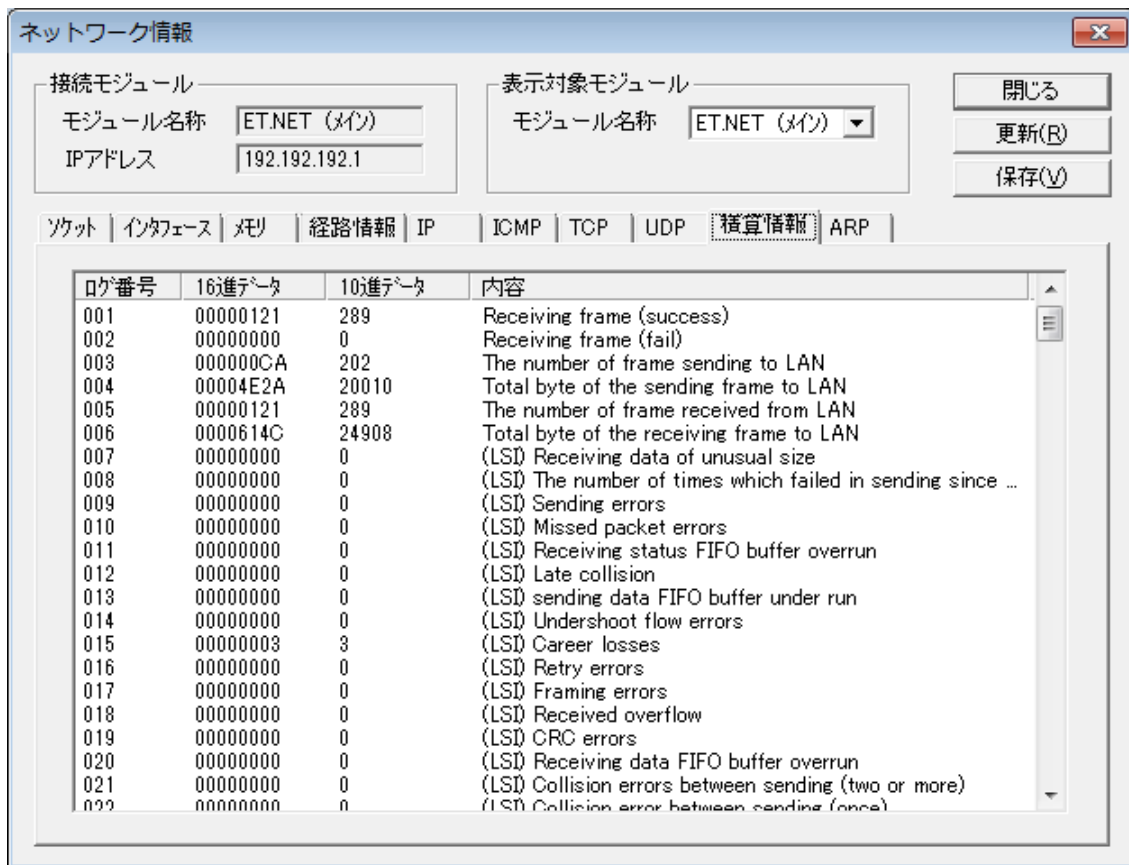 ネットワーク情報
接続モジュール
モジュール名称 ET.NET (メイン)
IPアドレス 192.192.192.1
表示対象モジュール
モジュール名称 ET.NET (メイン)
閉じる
更新(R)
保存(V)
ソケット インタフェース メモリ 経路情報 IP ICMP TCP UDP 積算情報 ARP
ログ番号 16進データ 10進データ 内容
001 00000121 289 Receiving frame (success)
002 00000000 0 Receiving frame (fail)
003 000000CA 202 The number of frame sending to LAN
004 00004E2A 20010 Total byte of the sending frame to LAN
005 00000121 289 The number of frame received from LAN
006 0000614C 24908 Total byte of the receiving frame to LAN
007 00000000 0 (LSI) Receiving data of unusual size
008 00000000 0 (LSI) The number of times which failed in sending since ...
009 00000000 0 (LSI) Sending errors
010 00000000 0 (LSI) Missed packet errors
011 00000000 0 (LSI) Receiving status FIFO buffer overrun
012 00000000 0 (LSI) Late collision
013 00000000 0 (LSI) sending data FIFO buffer under run
014 00000000 0 (LSI) Undershoot flow errors
015 00000003 3 (LSI) Career losses
016 00000000 0 (LSI) Retry errors
017 00000000 0 (LSI) Framing errors
018 00000000 0 (LSI) Received overflow
019 00000000 0 (LSI) CRC errors
020 00000000 0 (LSI) Receiving data FIFO buffer overrun
021 00000000 0 (LSI) Collision errors between sending (two or more)
022 00000000 0 (LSI) Collision error between sending (once)